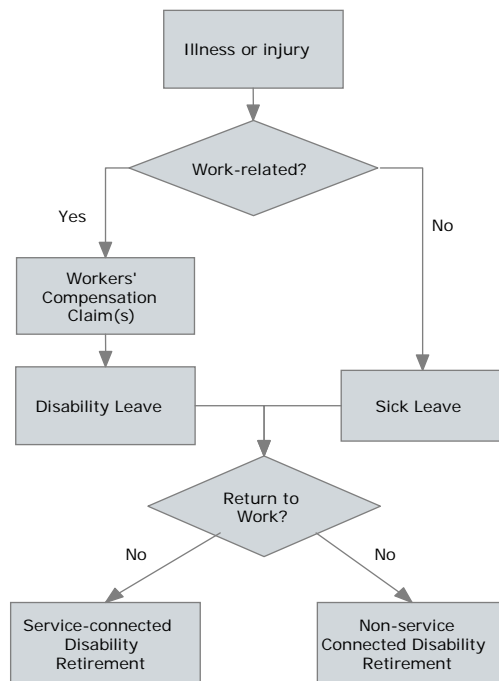 Illness or injury
Work-related?
Yes
No
Workers'
Compensation
Claim(s)
Disability Leave
Sick Leave
Return to
Work?
No
No
Service-connected
Disability
Retirement
Non-service
Connected Disability
Retirement